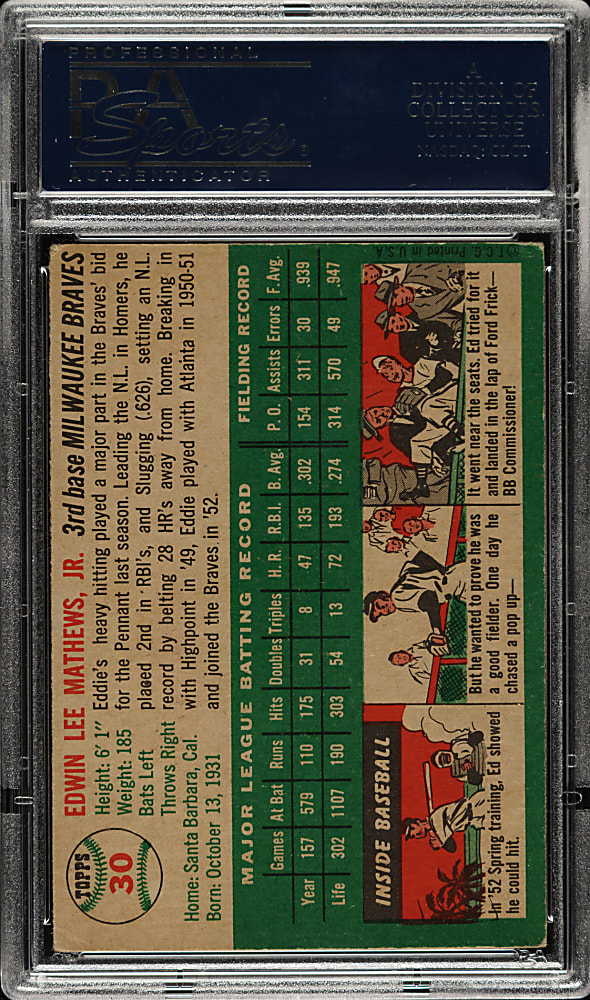 PROFESSIONAL
PSA
Sports
AUTHENTICATOR
A
DIVISION OF
COLLECTORS
UNIVERSE
NASDAQ: CLCT
TOPPS
30
EDWIN LEE MATHEWS, JR. 3rd base MILWAUKEE BRAVES
Height: 6' 1"
Weight: 185
Bats Left
Throws Right
Home: Santa Barbara, Cal.
Born: October 13, 1931
Eddie's heavy hitting played a major part in the Braves' bid
for the Pennant last season. Leading the N.L. in Homers, he
placed 2nd in RBI's, and Slugging (.626), setting an N.L.
record by belting 28 HR's away from home. Breaking in
with Highpoint in '49, Eddie played with Atlanta in 1950-51
and joined the Braves in '52.
MAJOR LEAGUE BATTING RECORD FIELDING RECORD
Games At Bat Runs Hits Doubles Triples H.R. R.B.I. B. Avg. P.O. Assists Errors F. Avg.
Year 157 579 110 175 31 8 47 135 .302 154 311 30 .939
Life 302 1107 190 303 54 13 72 193 .274 314 570 49 .947
INSIDE BASEBALL
In '52 Spring training, Ed showed
he could hit.
But he wanted to prove he was
a good fielder. One day he
chased a pop up—
It went near the seats. Ed tried for it
and landed in the lap of Ford Frick—
BB Commissioner!
©T.C.G. Printed in U.S.A.
PSA